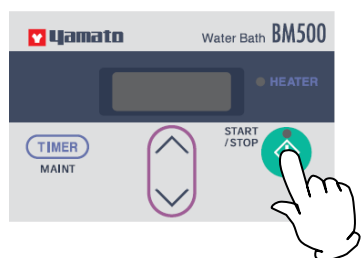 Yamato
Water Bath BM500
HEATER
TIMER
MAINT
START
/STOP